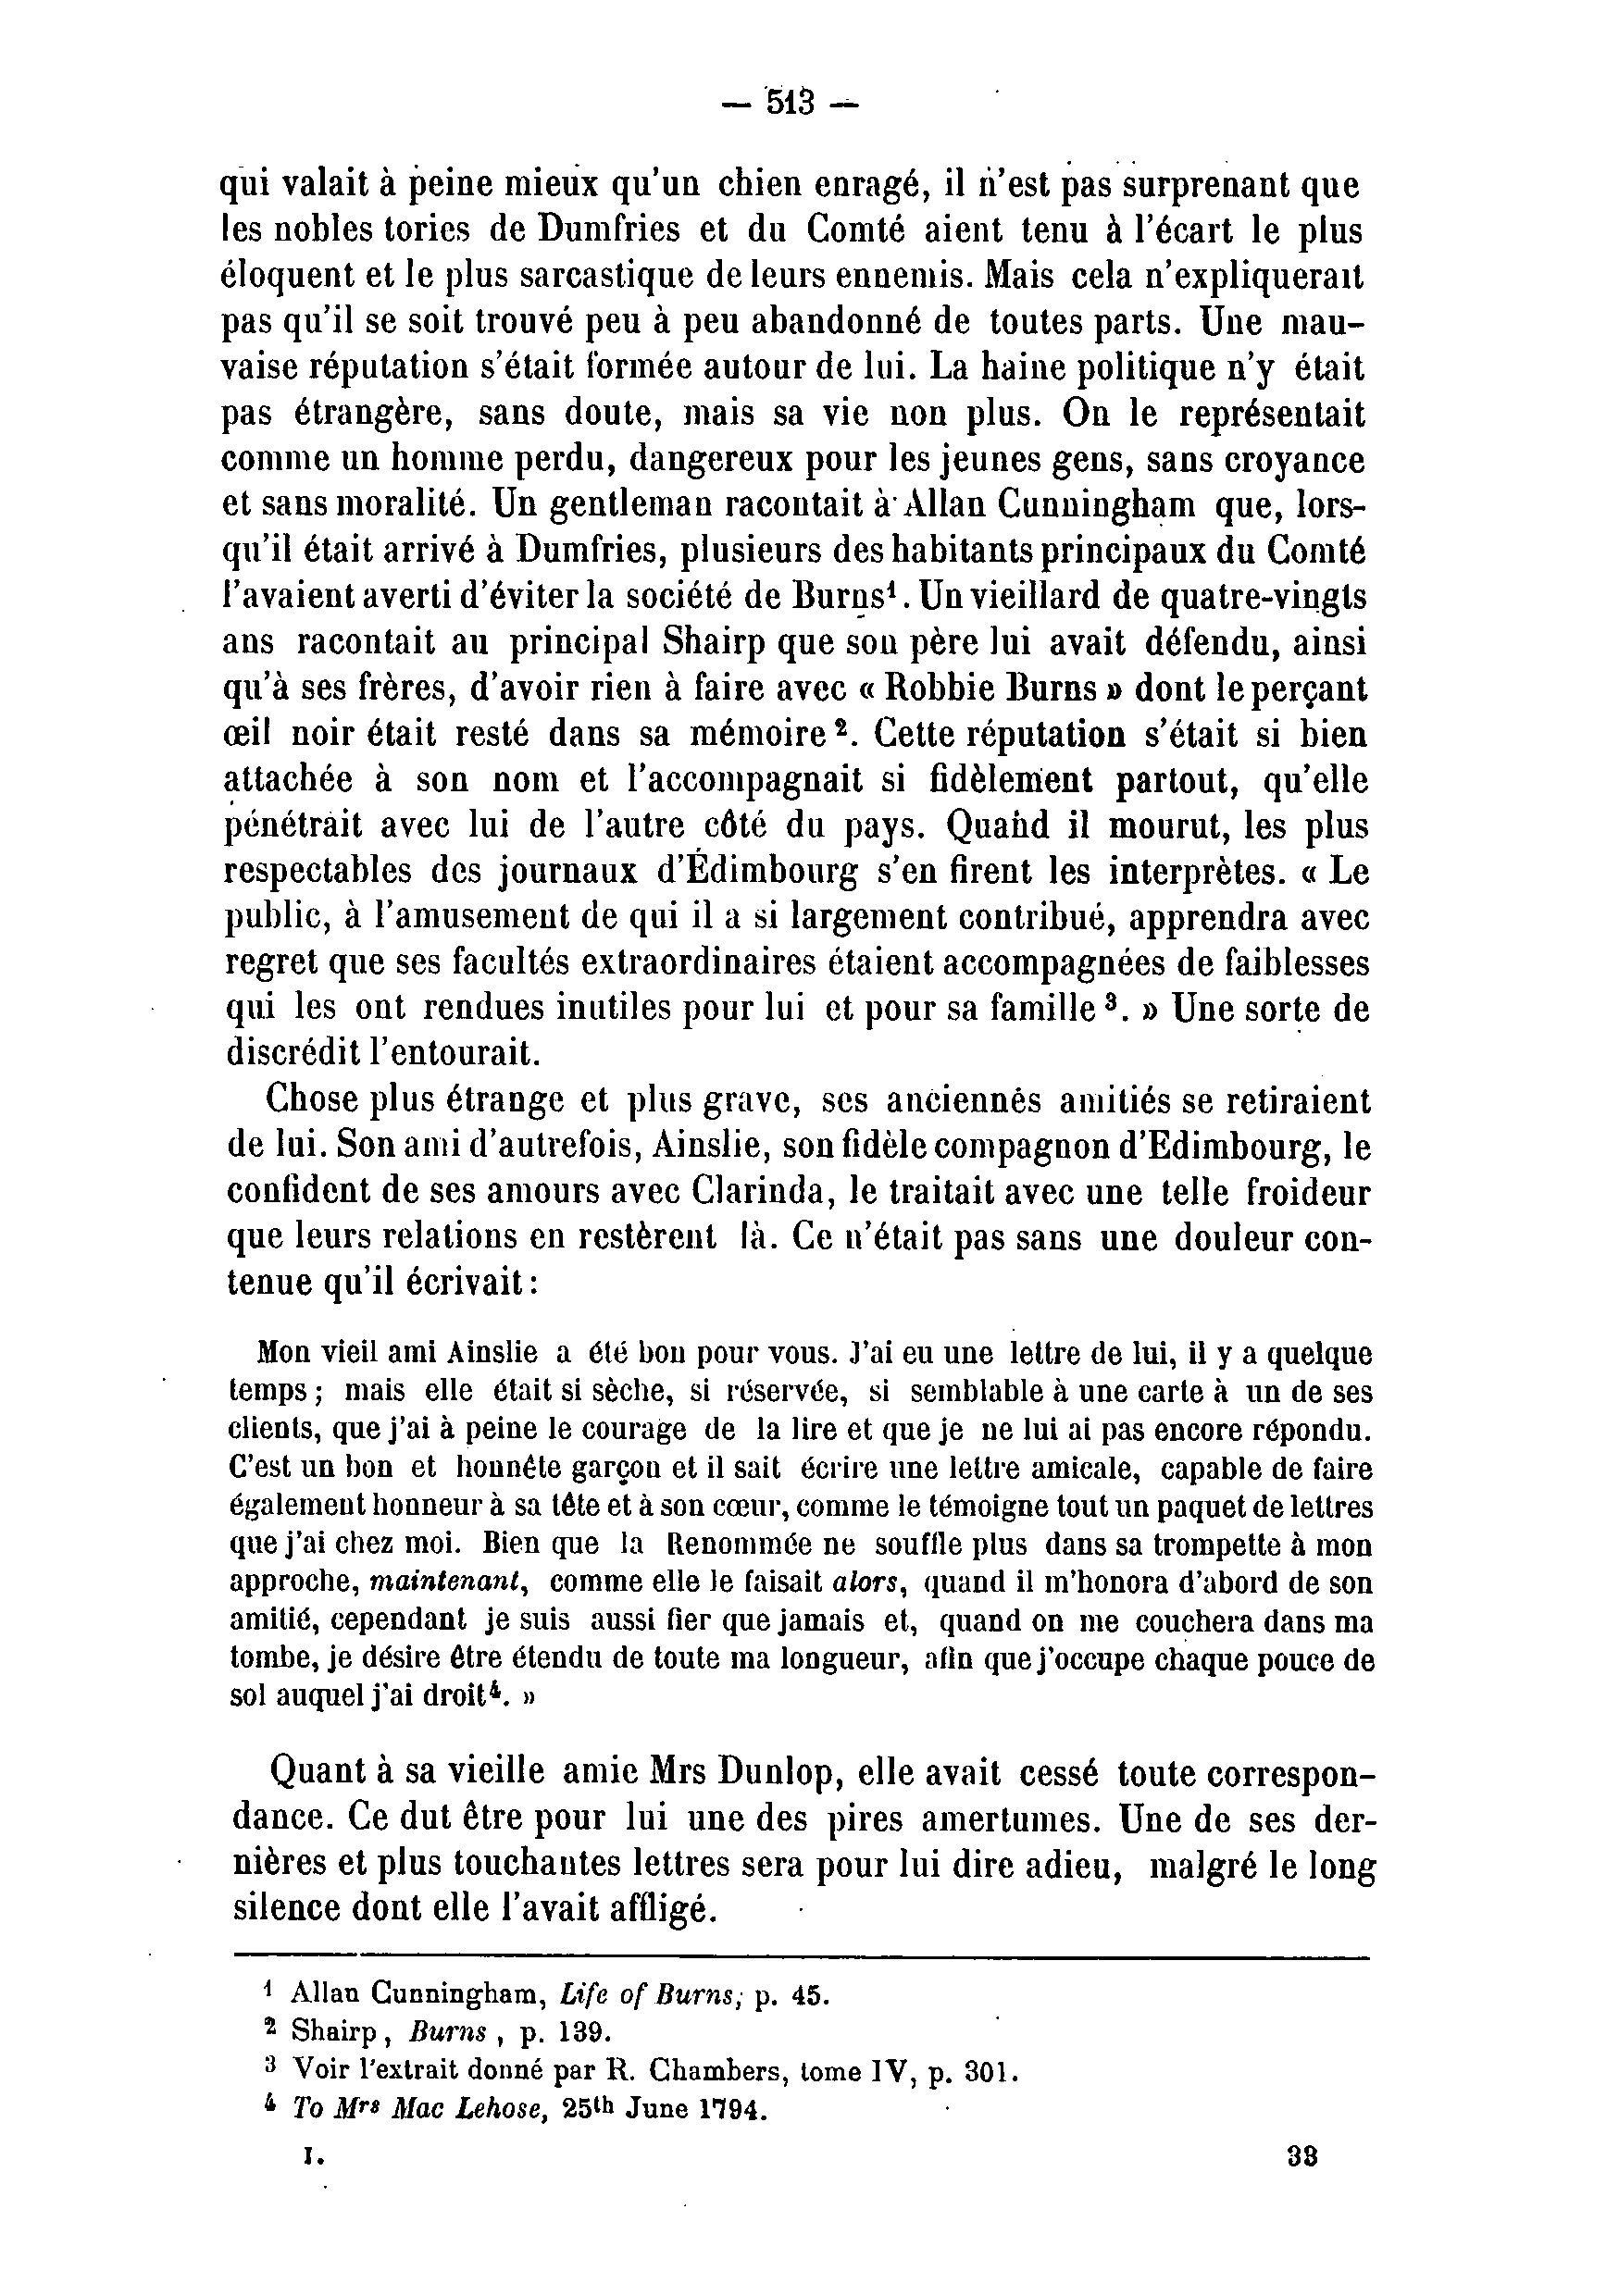 — 513 —
qui valait à peine mieux qu'un chien enragé, il n'est pas surprenant que
les nobles tories de Dumfries et du Comté aient tenu à l'écart le plus
éloquent et le plus sarcastique de leurs ennemis. Mais cela n'expliquerait
pas qu'il se soit trouvé peu à peu abandonné de toutes parts. Une mau-
vaise réputation s'était formée autour de lui. La haine politique n'y était
pas étrangère, sans doute, mais sa vie non plus. On le représentait
comme un homme perdu, dangereux pour les jeunes gens, sans croyance
et sans moralité. Un gentleman racontait à Allan Cunningham que, lors-
qu'il était arrivé à Dumfries, plusieurs des habitants principaux du Comté
l'avaient averti d'éviter la société de Burns¹. Un vieillard de quatre-vingts
ans racontait au principal Shairp que son père lui avait défendu, ainsi
qu'à ses frères, d'avoir rien à faire avec « Robbie Burns » dont le perçant
œil noir était resté dans sa mémoire ². Cette réputation s'était si bien
attachée à son nom et l'accompagnait si fidèlement partout, qu'elle
pénétrait avec lui de l'autre côté du pays. Quand il mourut, les plus
respectables des journaux d'Édimbourg s'en firent les interprètes. « Le
public, à l'amusement de qui il a si largement contribué, apprendra avec
regret que ses facultés extraordinaires étaient accompagnées de faiblesses
qui les ont rendues inutiles pour lui et pour sa famille ³. » Une sorte de
discrédit l'entourait.
Chose plus étrange et plus grave, ses anciennes amitiés se retiraient
de lui. Son ami d'autrefois, Ainslie, son fidèle compagnon d'Edimbourg, le
confident de ses amours avec Clarinda, le traitait avec une telle froideur
que leurs relations en restèrent là. Ce n'était pas sans une douleur con-
tenue qu'il écrivait :
Mon vieil ami Ainslie a été bon pour vous. J'ai eu une lettre de lui, il y a quelque
temps ; mais elle était si sèche, si réservée, si semblable à une carte à un de ses
clients, que j'ai à peine le courage de la lire et que je ne lui ai pas encore répondu.
C'est un bon et honnête garçon et il sait écrire une lettre amicale, capable de faire
également honneur à sa tête et à son cœur, comme le témoigne tout un paquet de lettres
que j'ai chez moi. Bien que la Renommée ne souffle plus dans sa trompette à mon
approche, maintenant, comme elle le faisait alors, quand il m'honora d'abord de son
amitié, cependant je suis aussi fier que jamais et, quand on me couchera dans ma
tombe, je désire être étendu de toute ma longueur, afin que j'occupe chaque pouce de
sol auquel j'ai droit⁴. »
Quant à sa vieille amie Mrs Dunlop, elle avait cessé toute correspon-
dance. Ce dut être pour lui une des pires amertumes. Une de ses der-
nières et plus touchantes lettres sera pour lui dire adieu, malgré le long
silence dont elle l'avait affligé.
¹ Allan Cunningham, Life of Burns; p. 45.
² Shairp, Burns, p. 139.
³ Voir l'extrait donné par R. Chambers, tome IV, p. 301.
⁴ To Mrs Mac Lehose, 25th June 1794.
I. 33